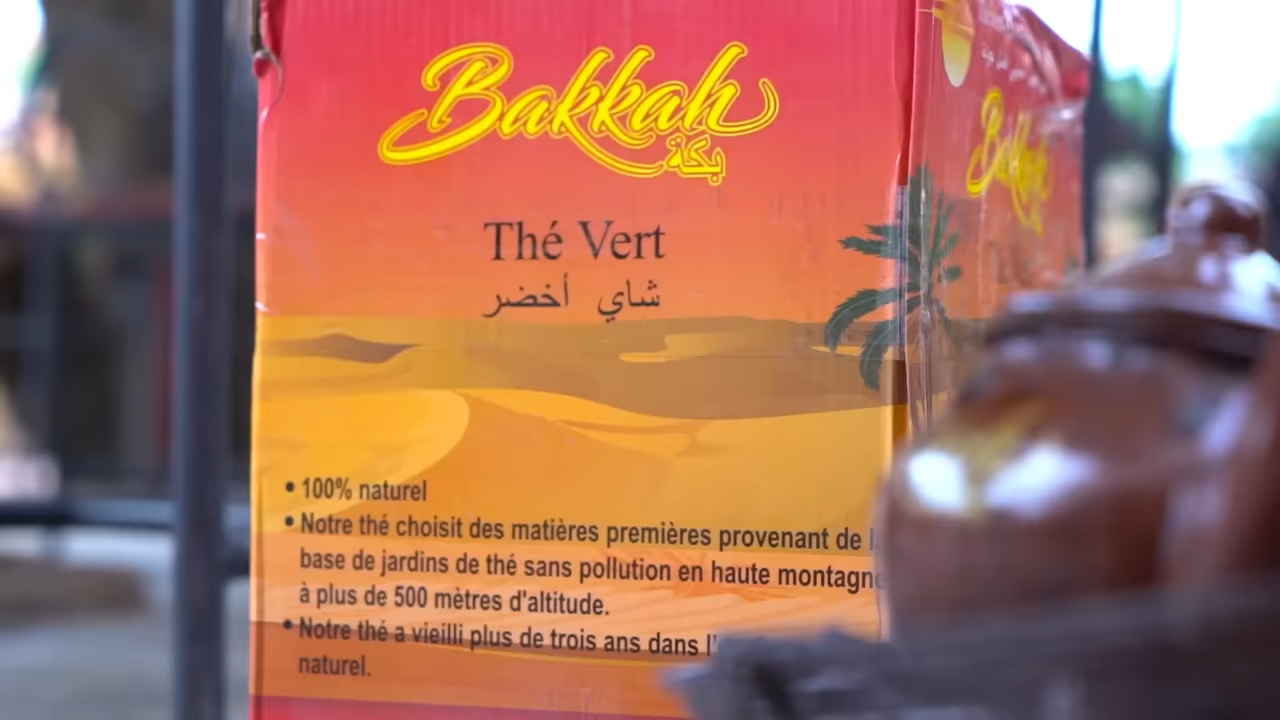 Bakkah
بكة
Thé Vert
شاي أخضر
• 100% naturel
• Notre thé choisit des matières premières provenant de
base de jardins de thé sans pollution en haute montagne
à plus de 500 mètres d'altitude.
• Notre thé a vieilli plus de trois ans dans l'
naturel.
Bakkah